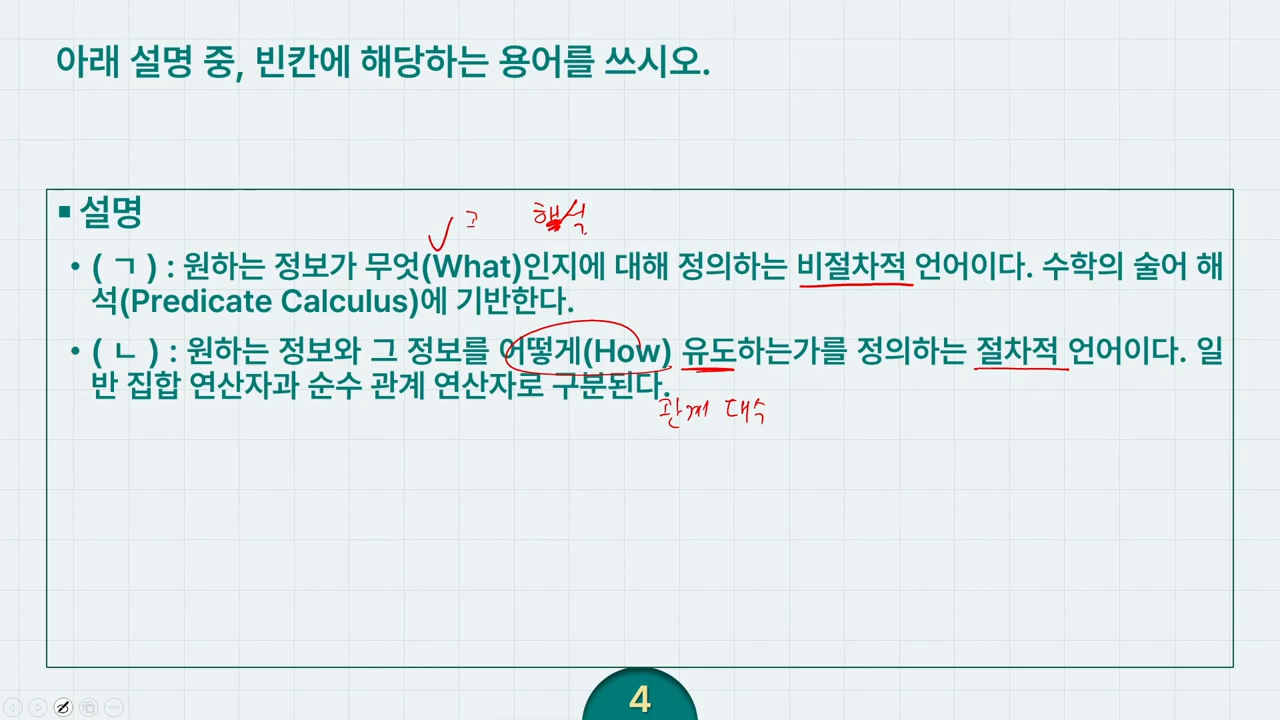 아래 설명 중, 빈칸에 해당하는 용어를 쓰시오.
▪ 설명
해석
• ( ㄱ ) : 원하는 정보가 무엇(What)인지에 대해 정의하는 비절차적 언어이다. 수학의 술어 해
석(Predicate Calculus)에 기반한다.
• ( ㄴ ) : 원하는 정보와 그 정보를 어떻게(How) 유도하는가를 정의하는 절차적 언어이다. 일
반 집합 연산자과 순수 관계 연산자로 구분된다.
관계 대수
4